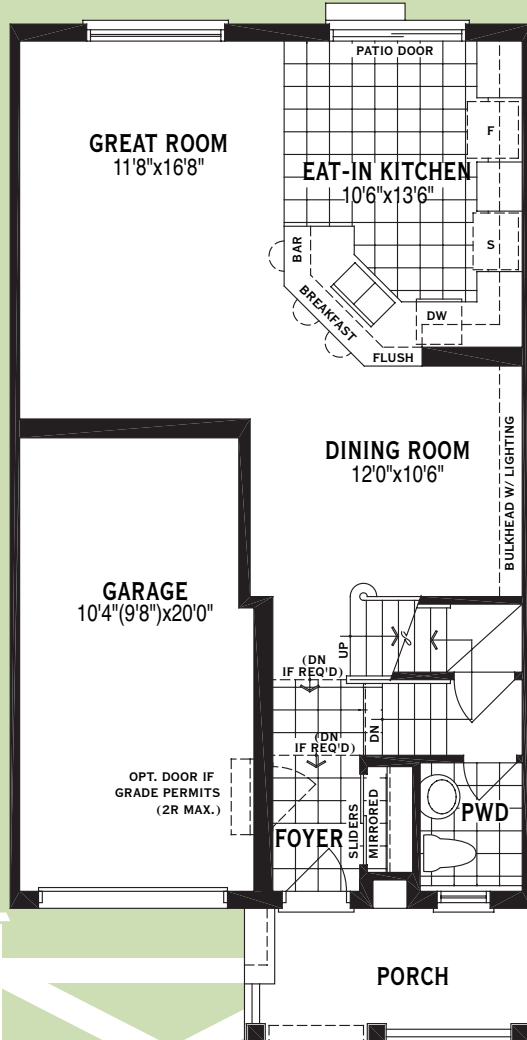 PATIO DOOR
GREAT ROOM
11'8"x16'8"
F
EAT-IN KITCHEN
10'6"x13'6"
S
BAR
BREAKFAST
FLUSH
DW
DINING ROOM
12'0"x10'6"
BULKHEAD W/ LIGHTING
GARAGE
10'4"(9'8")x20'0"
UP
(DN
IF REQ'D)
DN
(DN
IF REQ'D)
OPT. DOOR IF
GRADE PERMITS
(2R MAX.)
FOYER
SLIDERS
MIRRORED
PWD
PORCH